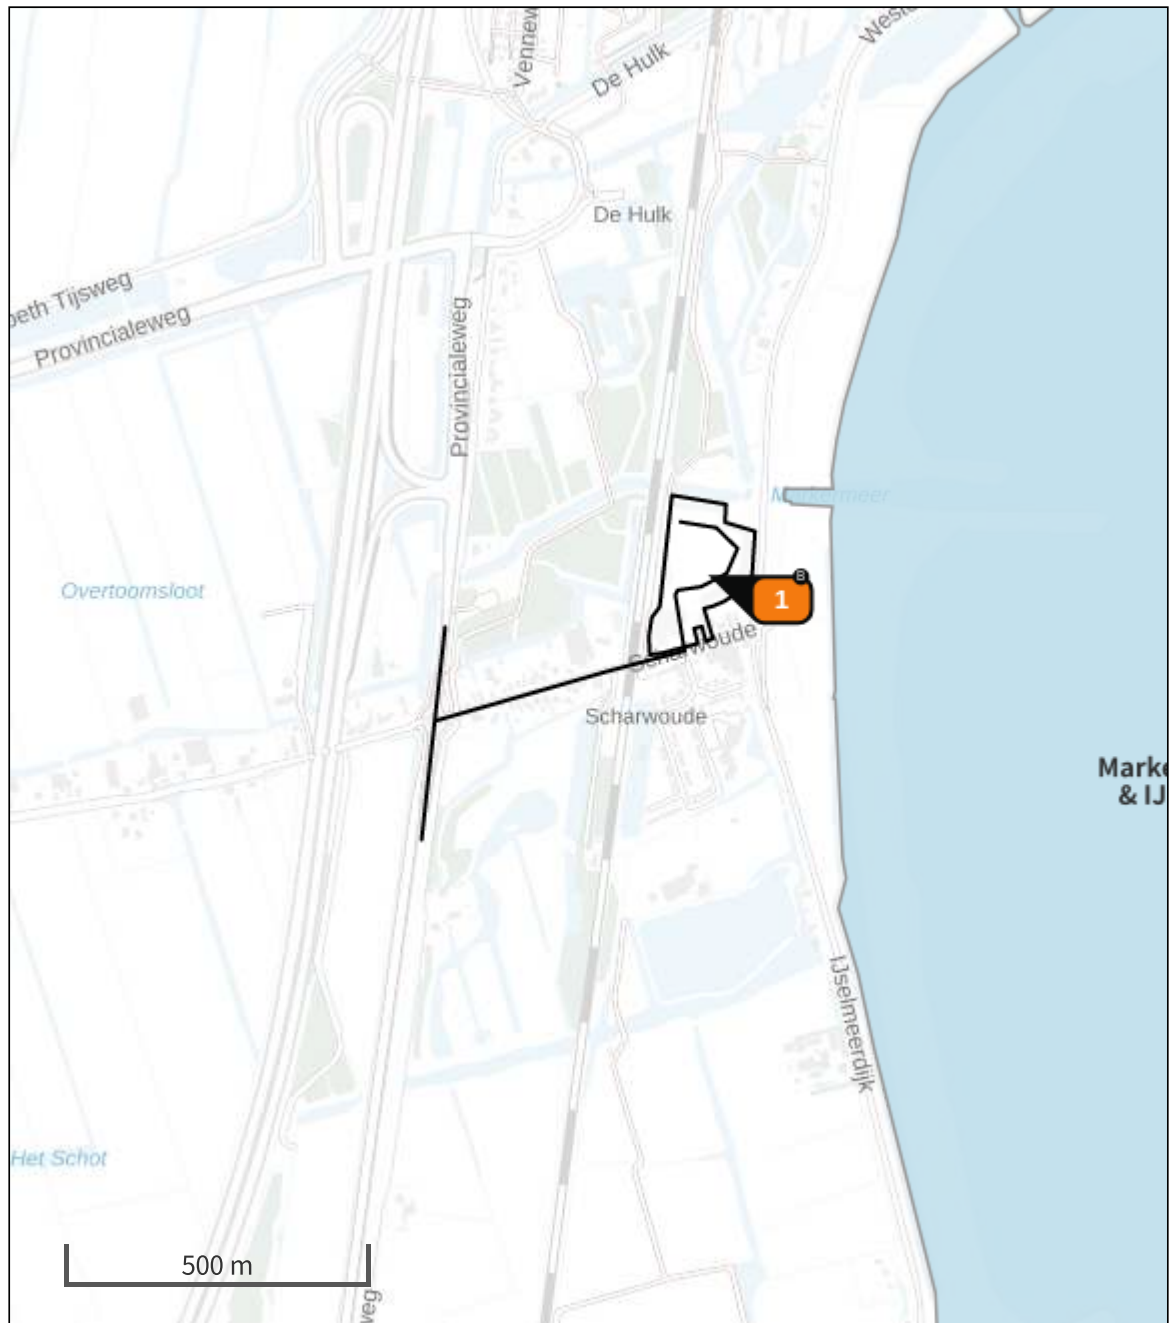 Vennew
De Hulk
Weste
De Hulk
beth Tijsweg
Provincialeweg
Provincialeweg
Markermeer
Overtoomsloot
B
1
Scharwoude
Scharwoude
Marke
& IJ
IJselmeerdijk
Het Schot
500 m
weg